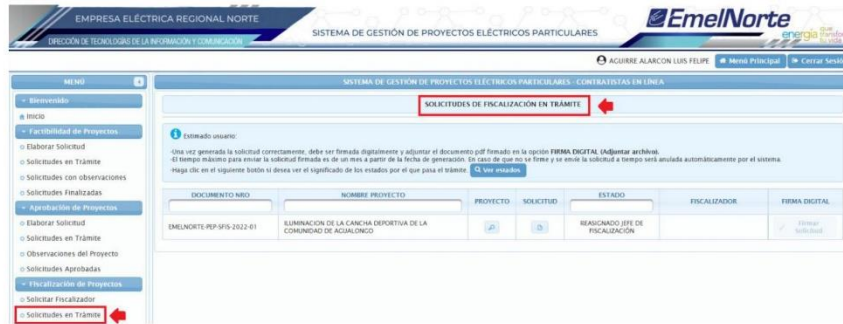 EMPRESA ELÉCTRICA REGIONAL NORTE
DIRECCIÓN DE TECNOLOGÍAS DE LA INFORMACIÓN Y COMUNICACIÓN
SISTEMA DE GESTIÓN DE PROYECTOS ELÉCTRICOS PARTICULARES
EmelNorte
energía que
AGUIRRE ALARCON LUIS FELIPE Menú Principal Cerrar Sesió
MENÚ
Bienvenido
Inicio
Factibilidad de Proyectos
Elaborar Solicitud
Solicitudes en Trámite
Solicitudes con observaciones
Solicitudes Finalizadas
Aprobación de Proyectos
Elaborar Solicitud
Solicitudes en Trámite
Observaciones del Proyecto
Solicitudes Aprobadas
Fiscalización de Proyectos
Solicitar Fiscalizador
Solicitudes en Trámite
SISTEMA DE GESTIÓN DE PROYECTOS ELÉCTRICOS PARTICULARES - CONTRATISTAS EN LÍNEA
SOLICITUDES DE FISCALIZACIÓN EN TRÁMITE
Estimado usuario:
-Una vez generada la solicitud correctamente, debe ser firmada digitalmente y adjuntar el documento pdf firmado en la opción FIRMA DIGITAL (Adjuntar archivo).
-El tiempo máximo para enviar la solicitud firmada es de un mes a partir de la fecha de generación. En caso de que no se firme y se envíe la solicitud a tiempo será anulada automáticamente por el sistema.
-Haga clic en el siguiente botón si desea ver el significado de los estados por el que pasa el trámite. Ver estados
DOCUMENTO NRO NOMBRE PROYECTO PROYECTO SOLICITUD ESTADO FISCALIZADOR FIRMA DIGITAL
EMELNORTE-PEP-SFIS-2022-01 ILUMINACION DE LA CANCHA DEPORTIVA DE LA REASIGNADO JEFE DE Firmar
COMUNIDAD DE AGUALONGO FISCALIZACIÓN Solicitud